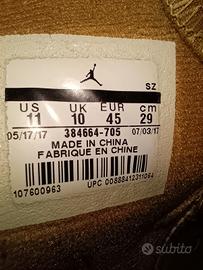 SZ
US UK EUR cm
11 10 45 29
05/17/17 384664-705 07/03/17
MADE IN CHINA
FABRIQUE EN CHINE
107600963
UPC 00888412311064
subito